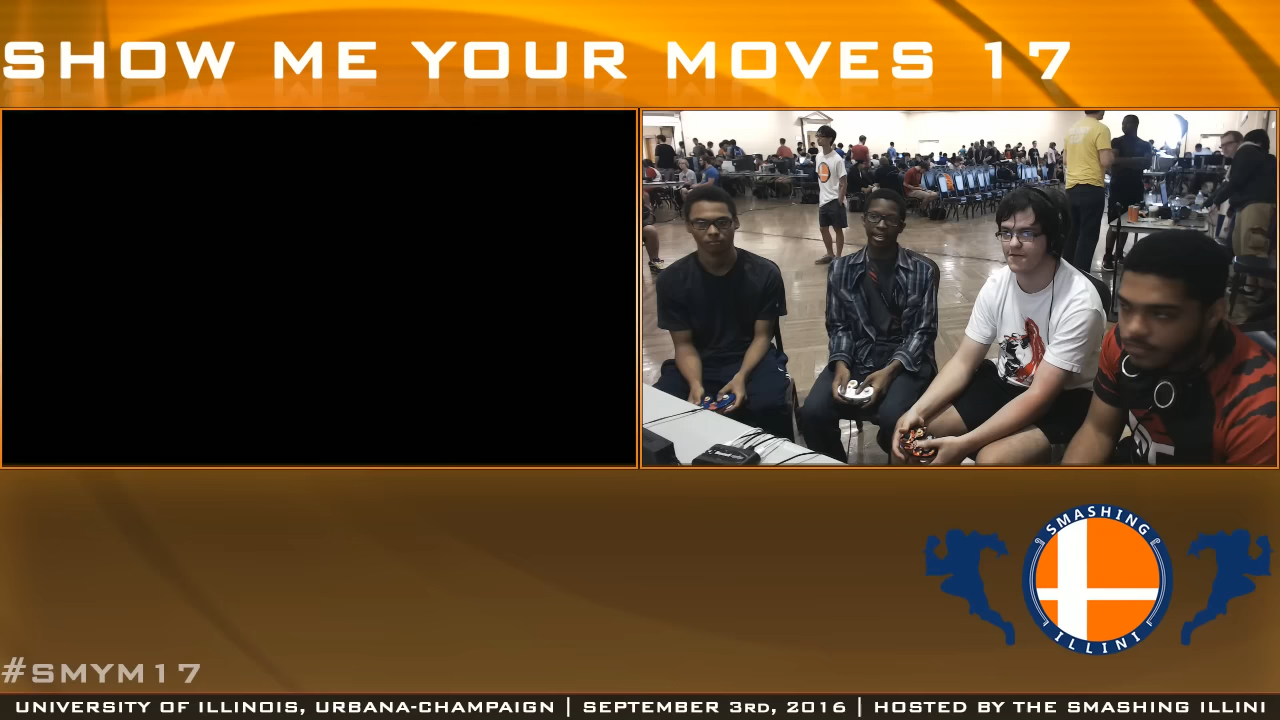 SHOW ME YOUR MOVES 17
SMASHING
ILLINI
#SMYM17
UNIVERSITY OF ILLINOIS, URBANA-CHAMPAIGN | SEPTEMBER 3RD, 2016 | HOSTED BY THE SMASHING ILLINI